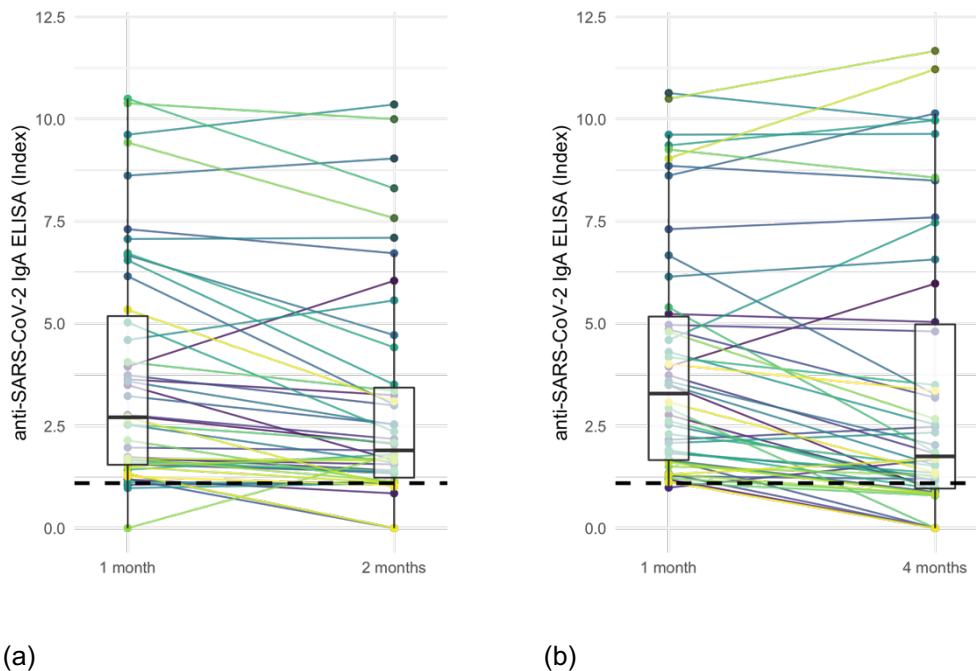 12.5
10.0
7.5
5.0
2.5
0.0
anti-SARS-CoV-2 IgA ELISA (Index)
1 month
2 months
(a)
12.5
10.0
7.5
5.0
2.5
0.0
anti-SARS-CoV-2 IgA ELISA (Index)
1 month
4 months
(b)